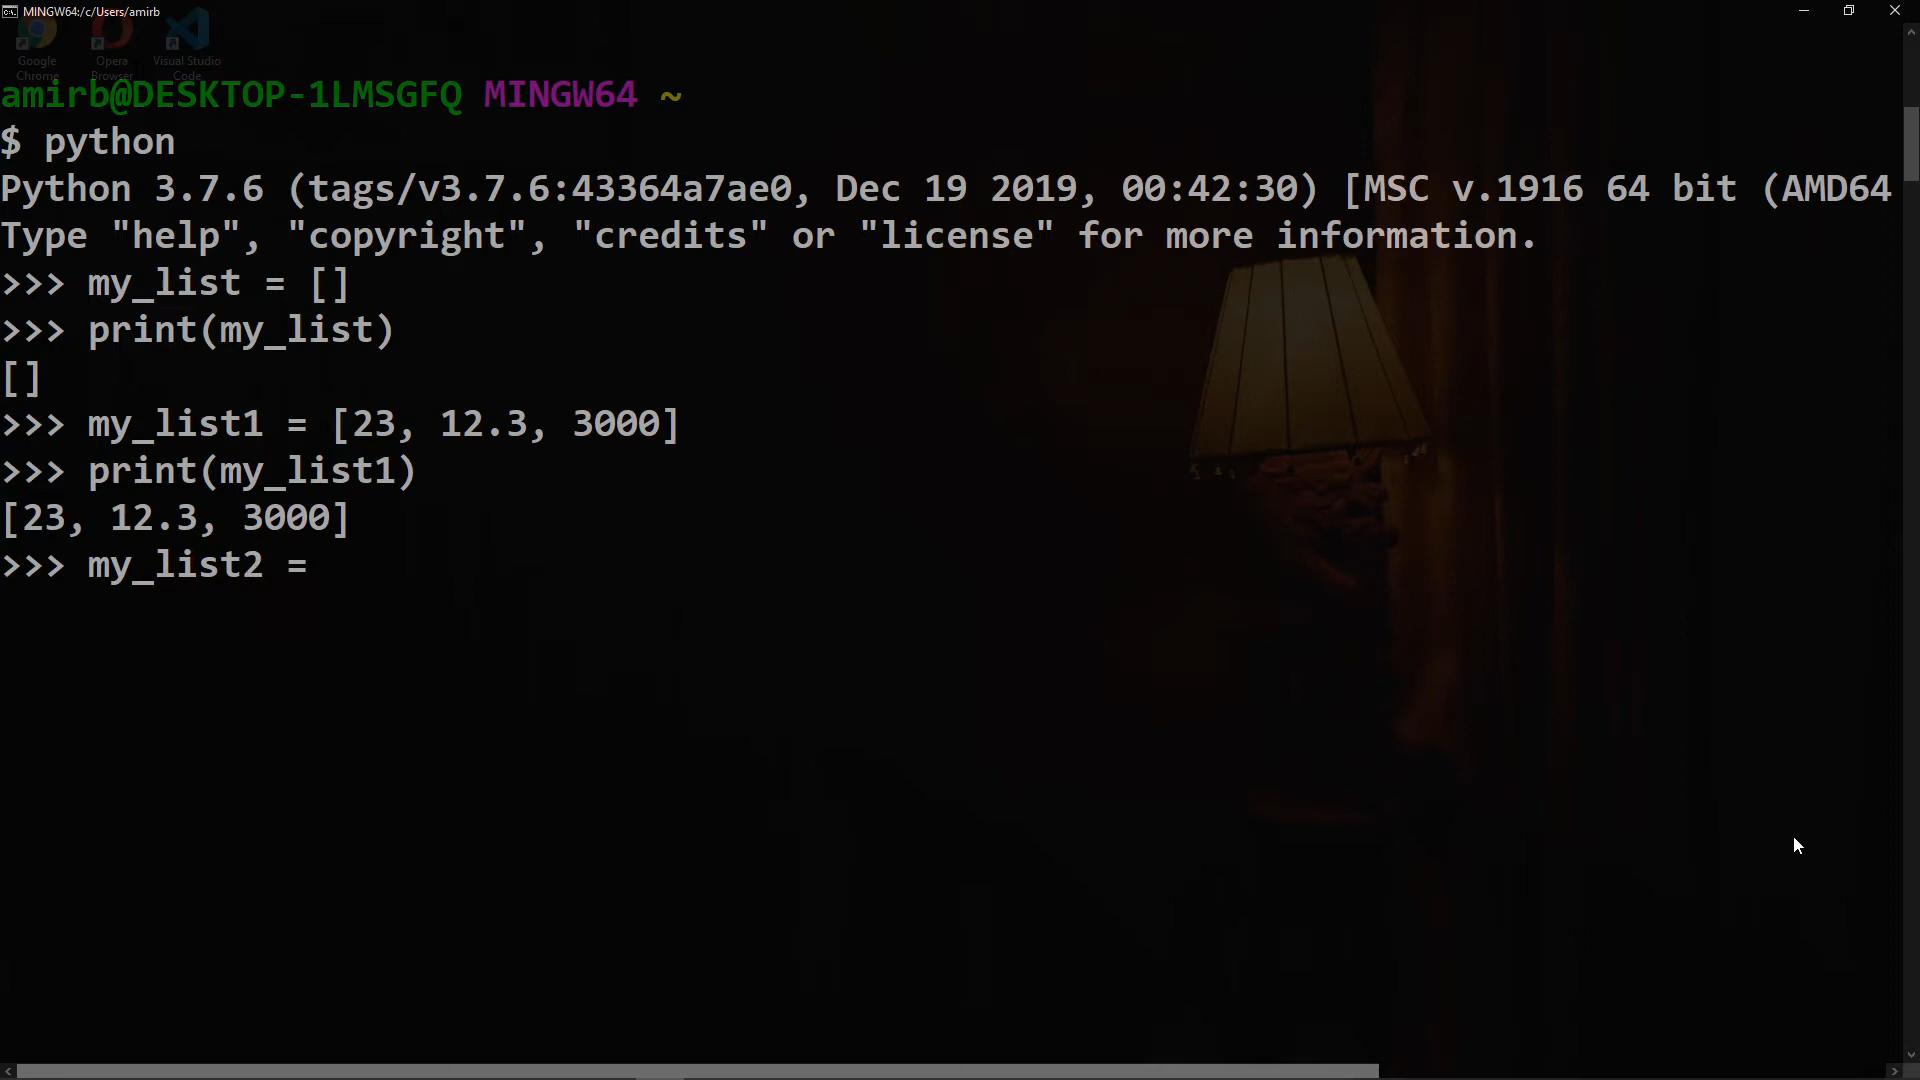 MINGW64:/c/Users/amirb
Google Chrome
Opera Browser
Visual Studio Code
amirb@DESKTOP-1LMSGFQ MINGW64 ~
$ python
Python 3.7.6 (tags/v3.7.6:43364a7ae0, Dec 19 2019, 00:42:30) [MSC v.1916 64 bit (AMD64
Type "help", "copyright", "credits" or "license" for more information.
>>> my_list = []
>>> print(my_list)
[]
>>> my_list1 = [23, 12.3, 3000]
>>> print(my_list1)
[23, 12.3, 3000]
>>> my_list2 =